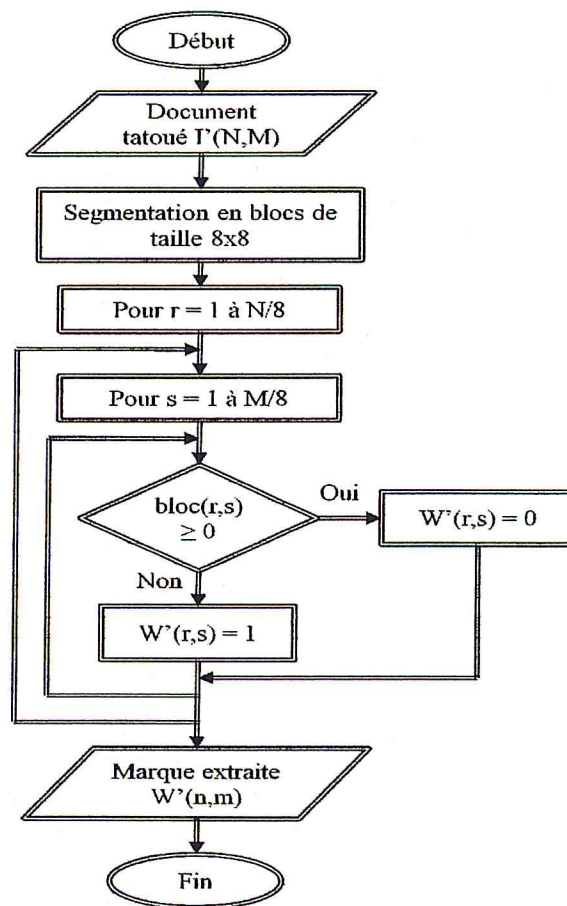 Début
Document
tatoué I'(N,M)
Segmentation en blocs de
taille 8x8
Pour r = 1 à N/8
Pour s = 1 à M/8
bloc(r,s)
≥ 0
Oui
W'(r,s) = 0
Non
W'(r,s) = 1
Marque extraite
W'(n,m)
Fin